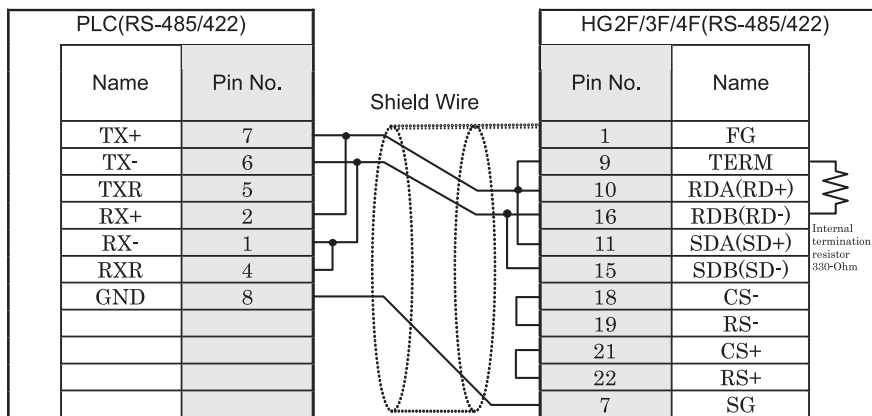 PLC(RS-485/422)
Name Pin No.
TX+ 7
TX- 6
TXR 5
RX+ 2
RX- 1
RXR 4
GND 8
Shield Wire
HG2F/3F/4F(RS-485/422)
Pin No. Name
1 FG
9 TERM
10 RDA(RD+)
16 RDB(RD-)
11 SDA(SD+)
15 SDB(SD-)
18 CS-
19 RS-
21 CS+
22 RS+
7 SG
Internal
termination
resistor
330-Ohm